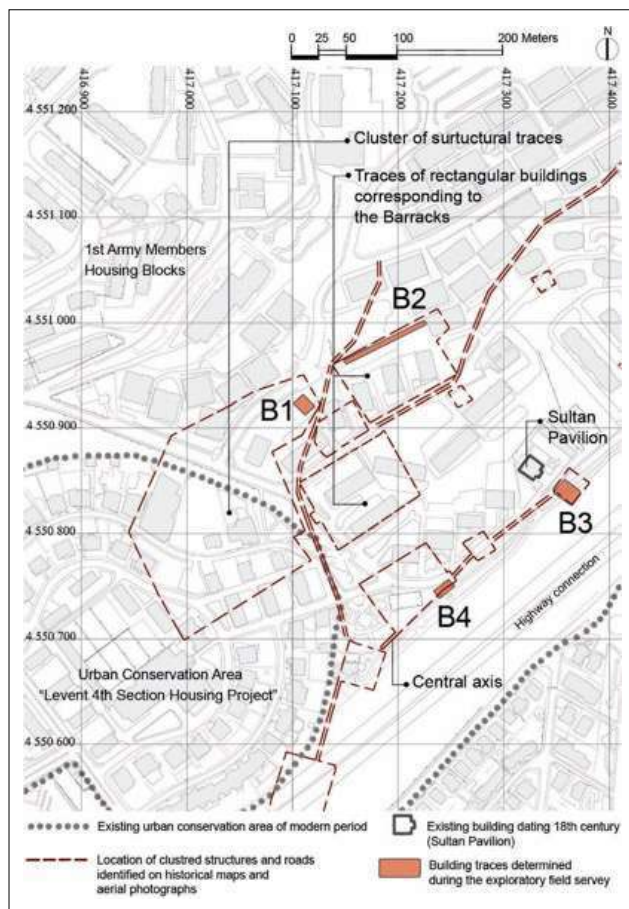 0 25 50 100 200 Meters
N
416.900
417.000
417.100
417.200
417.300
417.400
4 551 200
4 551 100
4 551 000
4 550 900
4 550 800
4 550 700
4 550 600
Cluster of surtuctural traces
Traces of rectangular buildings
corresponding to
the Barracks
1st Army Members
Housing Blocks
B2
B1
Sultan
Pavilion
B3
B4
Highway connection
Urban Conservation Area
"Levent 4th Section Housing Project"
Central axis
Existing urban conservation area of modern period
Location of clustred structures and roads
identified on historical maps and
aerial photographs
Existing building dating 18th century
(Sultan Pavilion)
Building traces determined
during the exploratory field servey